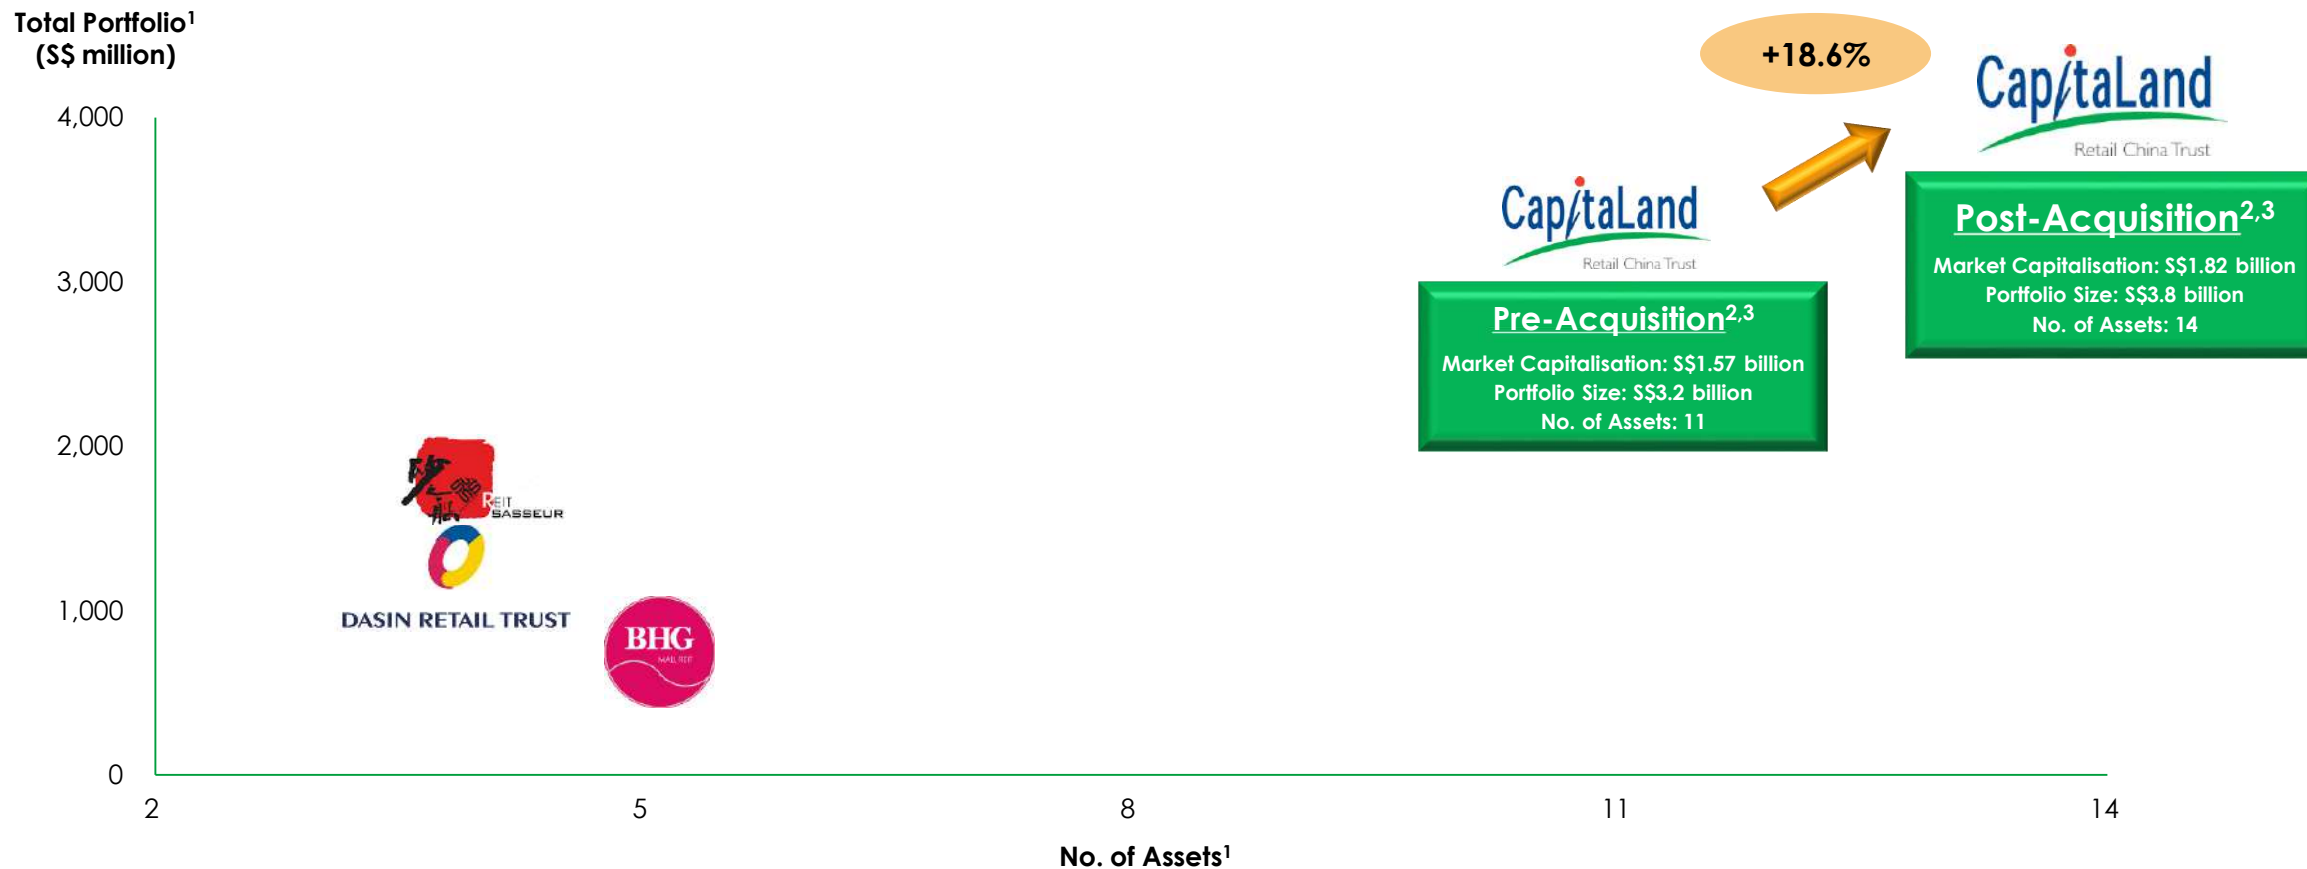 Total Portfolio¹
(S$ million)
+18.6%
CapitaLand
Retail China Trust
4,000
CapitaLand
Retail China Trust
Post-Acquisition²,³
Market Capitalisation: S$1.82 billion
Portfolio Size: S$3.8 billion
No. of Assets: 14
3,000
Pre-Acquisition²,³
Market Capitalisation: S$1.57 billion
Portfolio Size: S$3.2 billion
No. of Assets: 11
2,000
REIT
SASSEUR
1,000
DASIN RETAIL TRUST
BHG
MALL REIT
0
2
5
8
11
14
No. of Assets¹